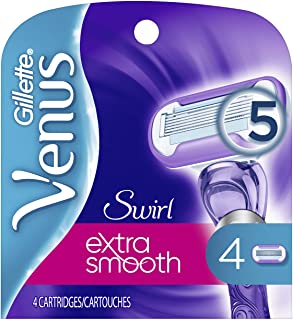 Gillette
Venus
5
Swirl
extra
smooth
4
4 CARTRIDGES/CARTOUCHES